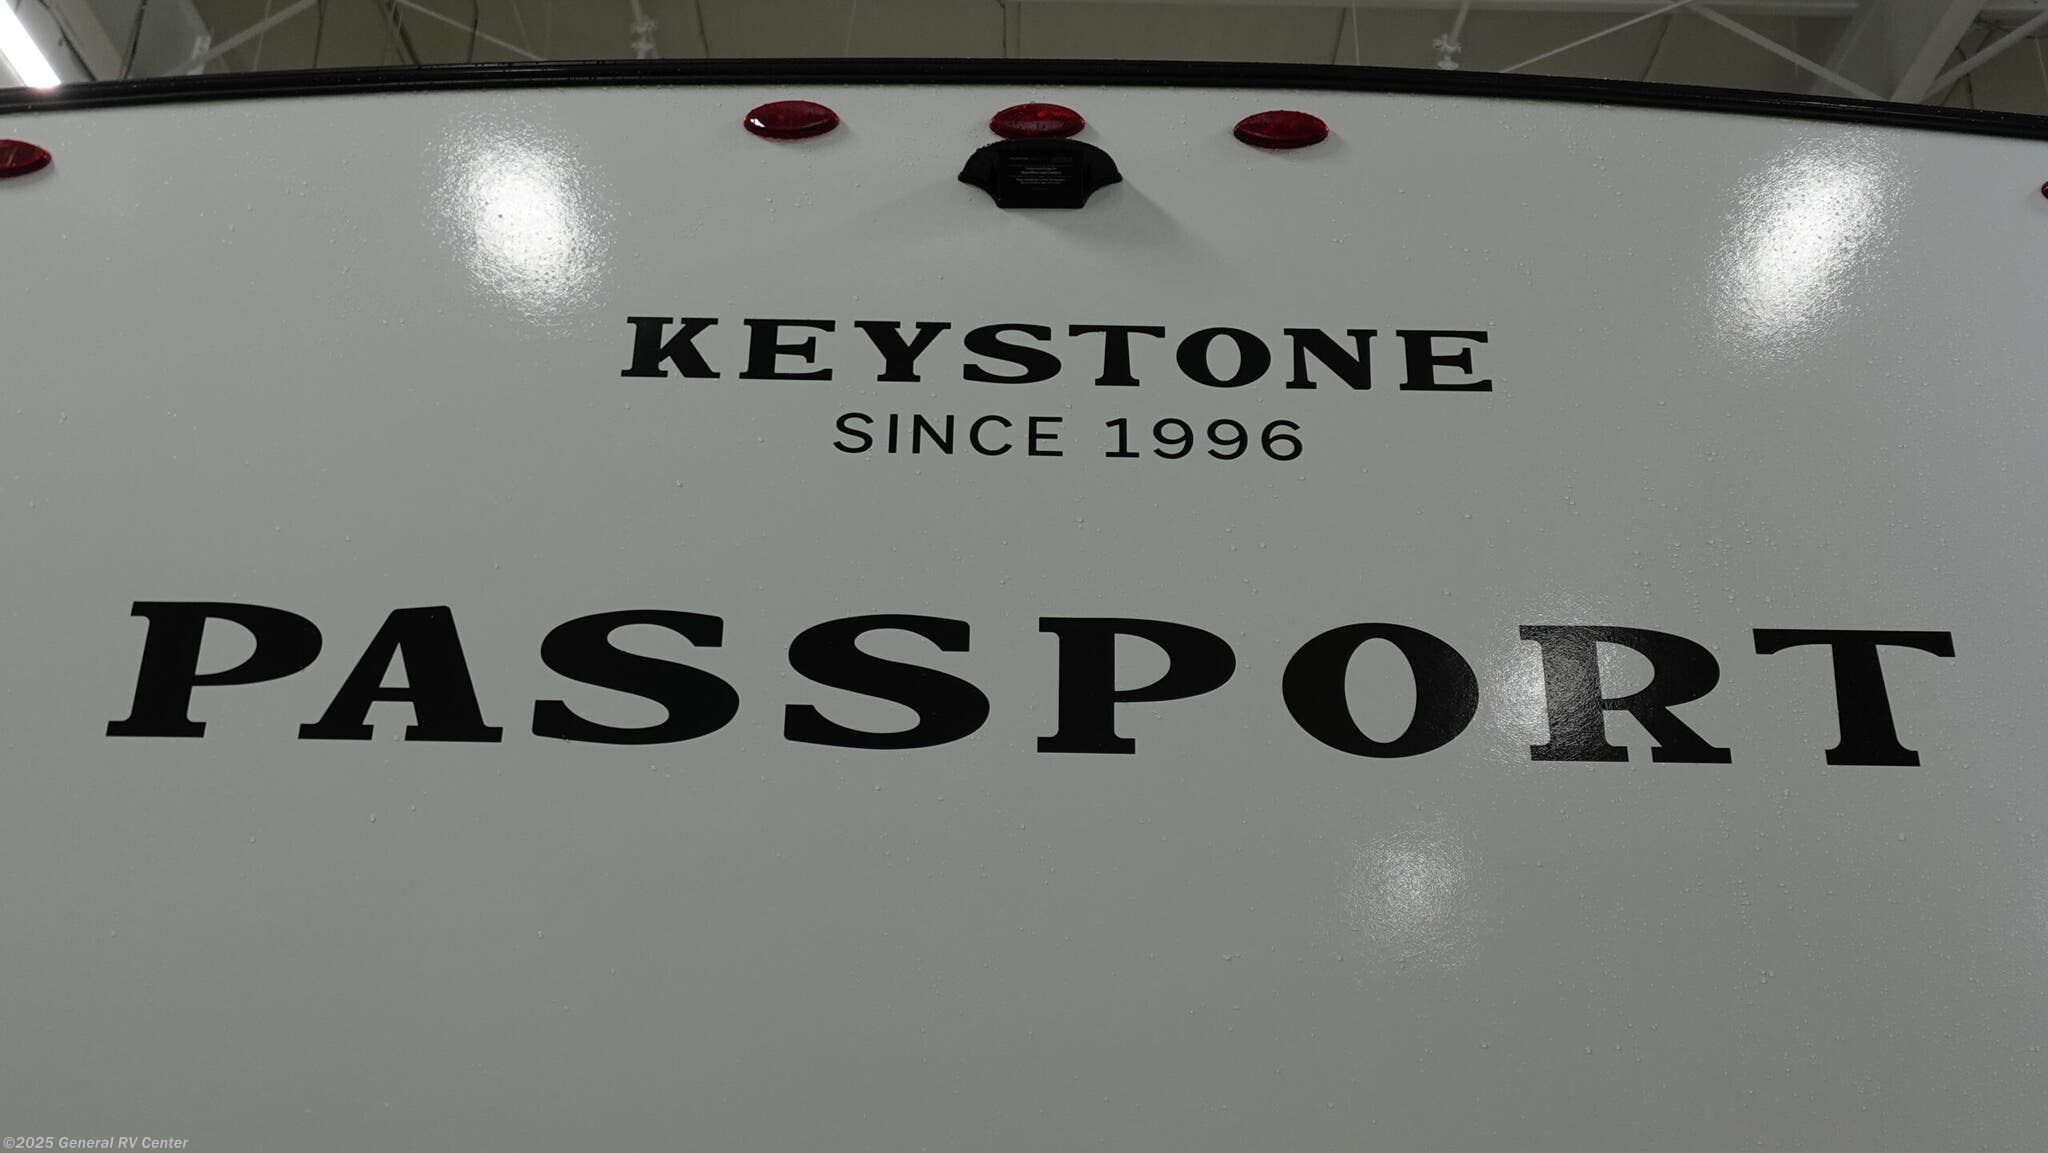 KEYSTONE
SINCE 1996
PASSPORT
©2025 General RV Center